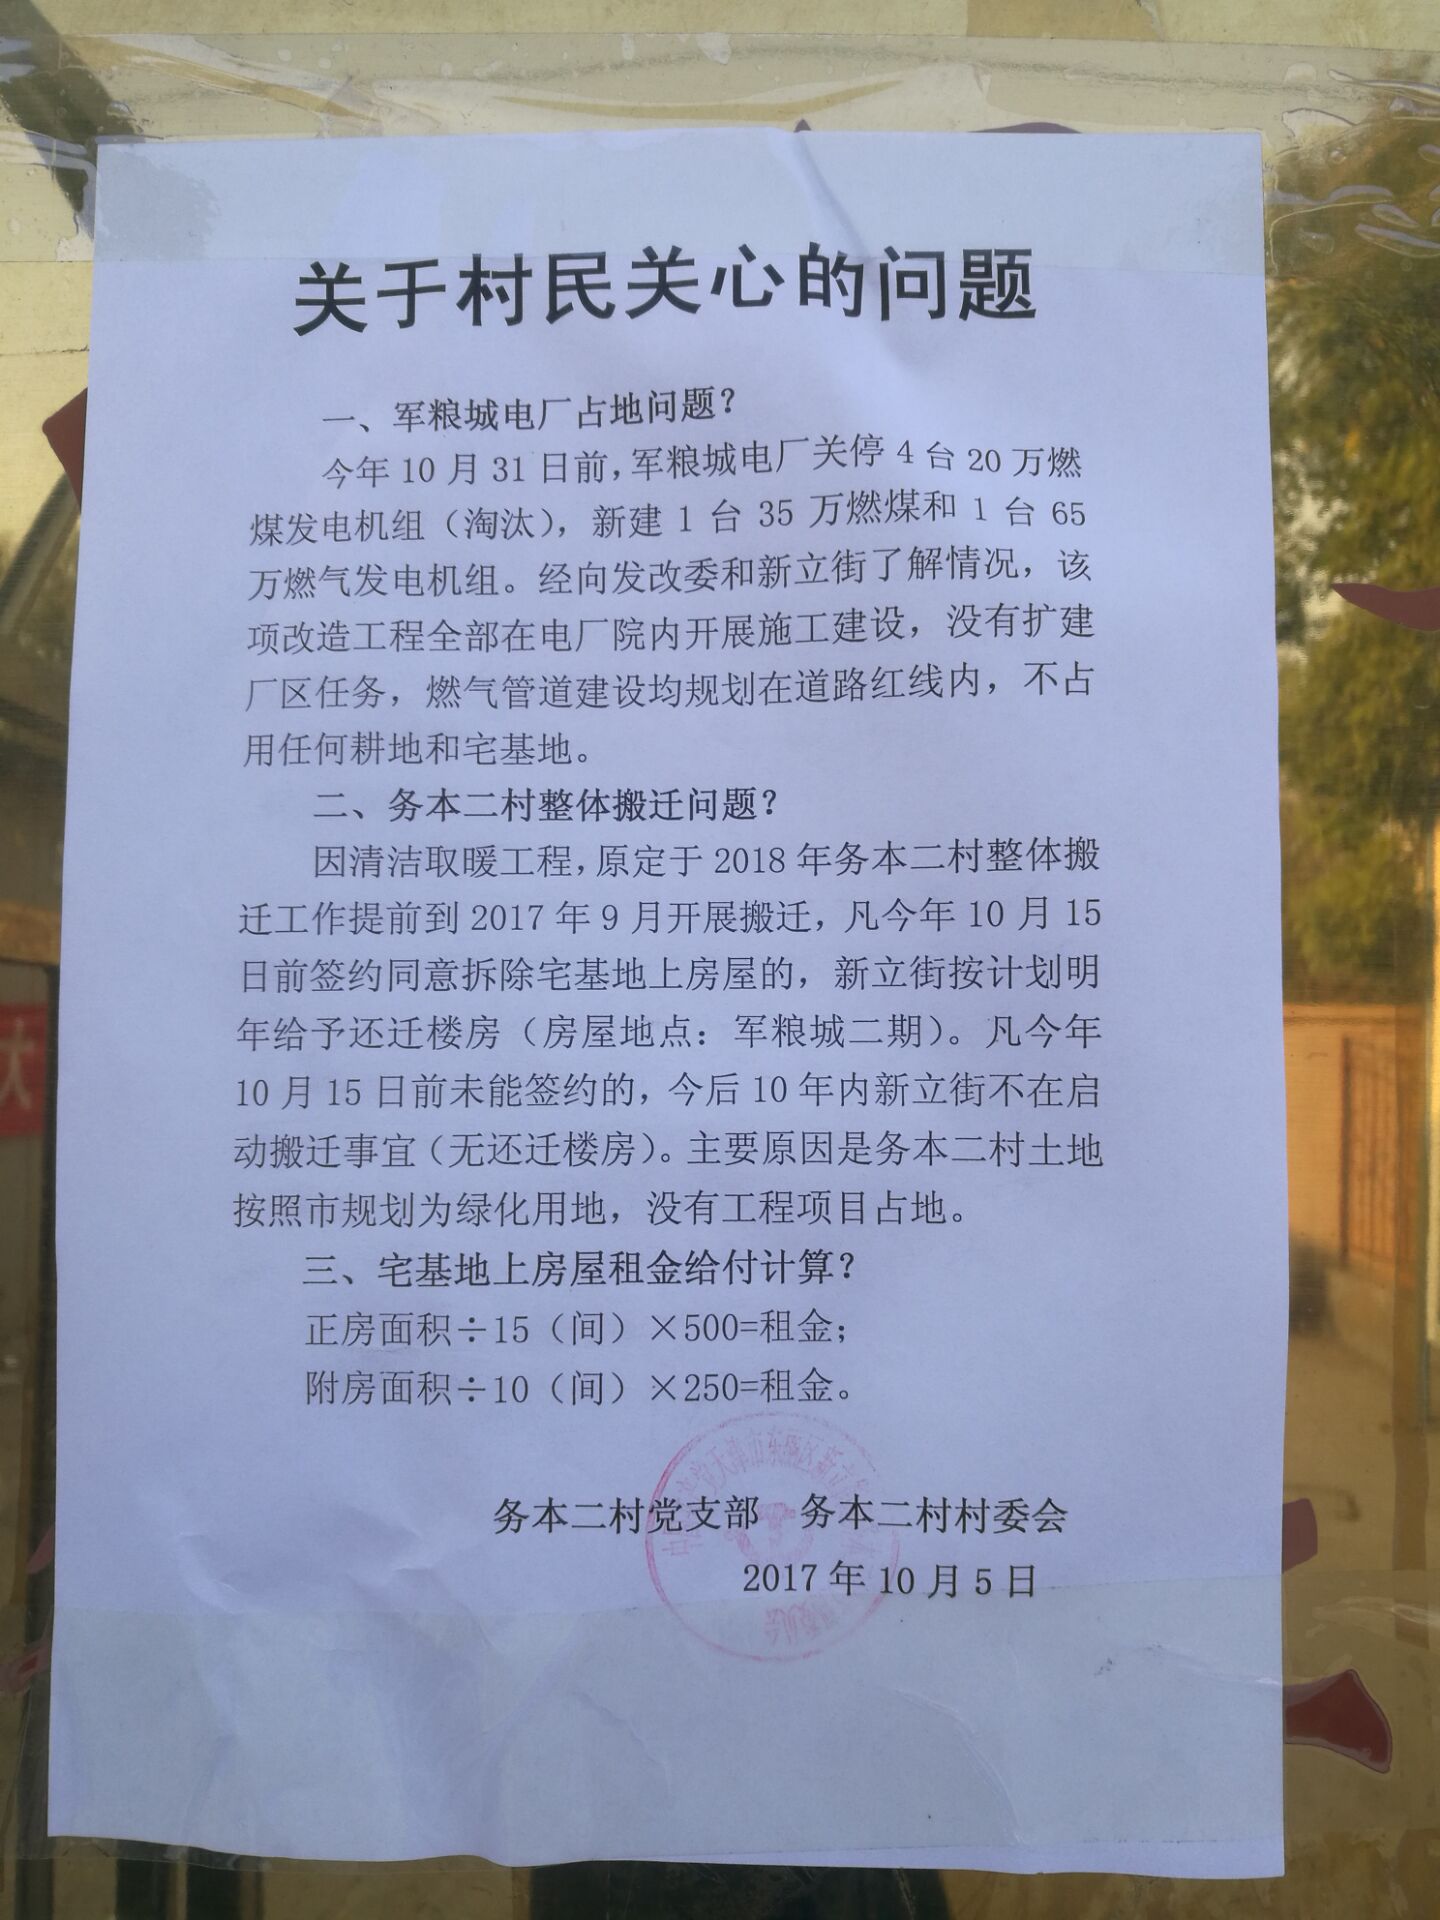 关于村民关心的问题
一、军粮城电厂占地问题？
今年10月31日前，军粮城电厂关停4台20万燃
煤发电机组（淘汰），新建1台35万燃煤和1台65
万燃气发电机组。经向发改委和新立街了解情况，该
项改造工程全部在电厂院内开展施工建设，没有扩建
厂区任务，燃气管道建设均规划在道路红线内，不占
用任何耕地和宅基地。
二、务本二村整体搬迁问题？
因清洁取暖工程，原定于2018年务本二村整体搬
迁工作提前到2017年9月开展搬迁，凡今年10月15
日前签约同意拆除宅基地上房屋的，新立街按计划明
年给予还迁楼房（房屋地点：军粮城二期）。凡今年
10月15日前未能签约的，今后10年内新立街不在启
动搬迁事宜（无还迁楼房）。主要原因是务本二村土地
按照市规划为绿化用地，没有工程项目占地。
三、宅基地上房屋租金给付计算？
正房面积÷15（间）×500=租金；
附房面积÷10（间）×250=租金。
务本二村党支部 务本二村村委会
2017年10月5日